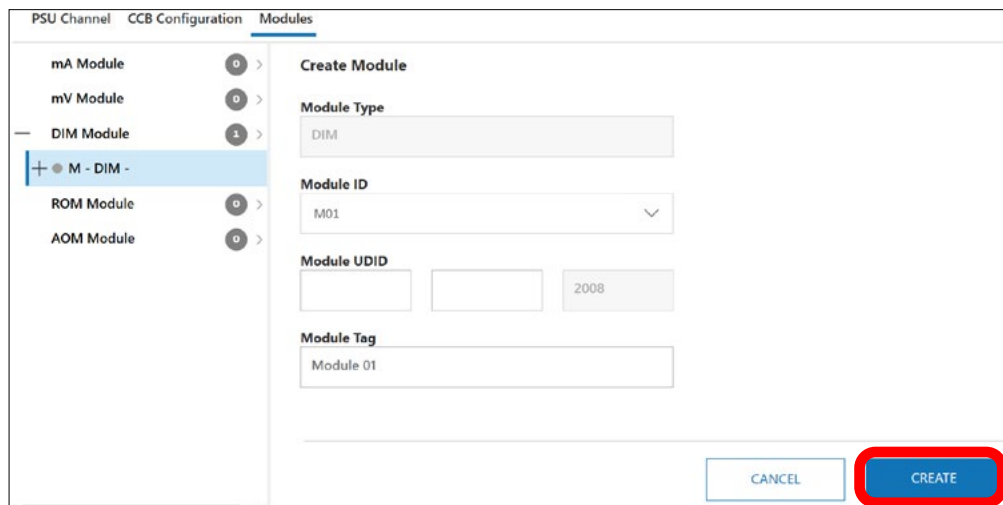 PSU Channel CCB Configuration Modules
mA Module 0
mV Module 0
DIM Module 1
M - DIM -
ROM Module 0
AOM Module 0
Create Module
Module Type
DIM
Module ID
M01
Module UDID
2008
Module Tag
Module 01
CANCEL CREATE